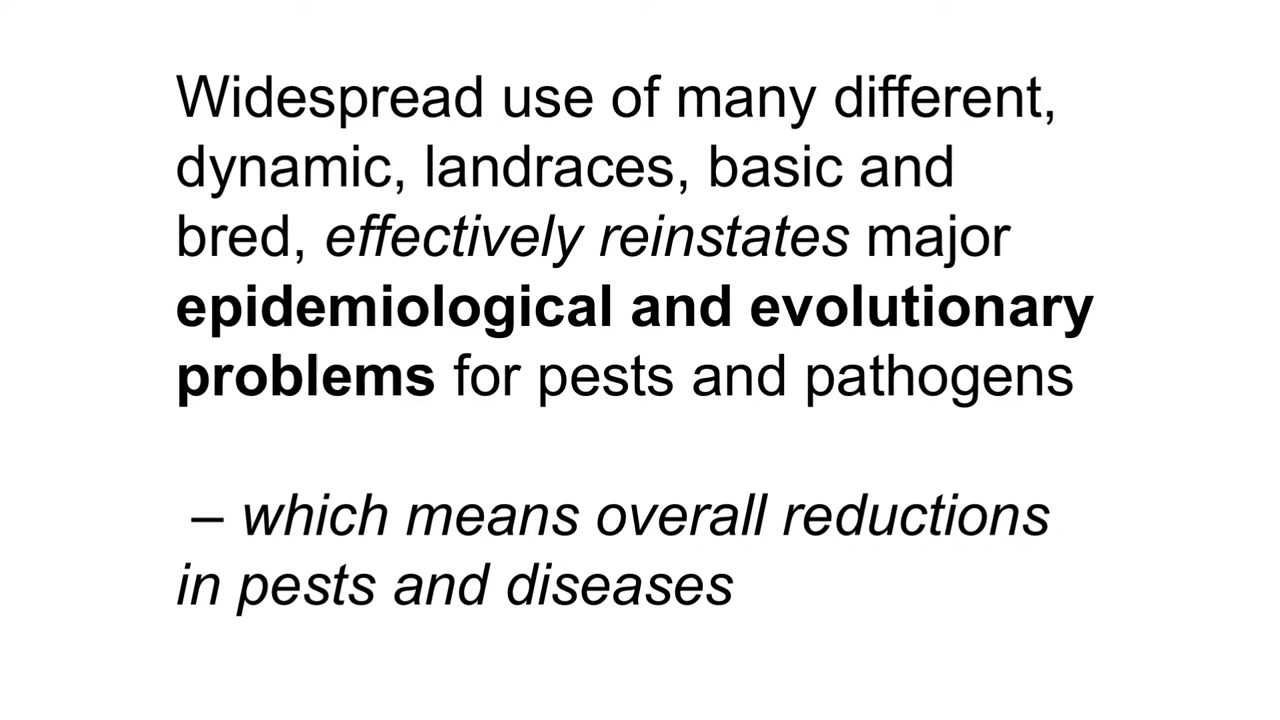 Widespread use of many different,
dynamic, landraces, basic and
bred, effectively reinstates major
epidemiological and evolutionary
problems for pests and pathogens
– which means overall reductions
in pests and diseases